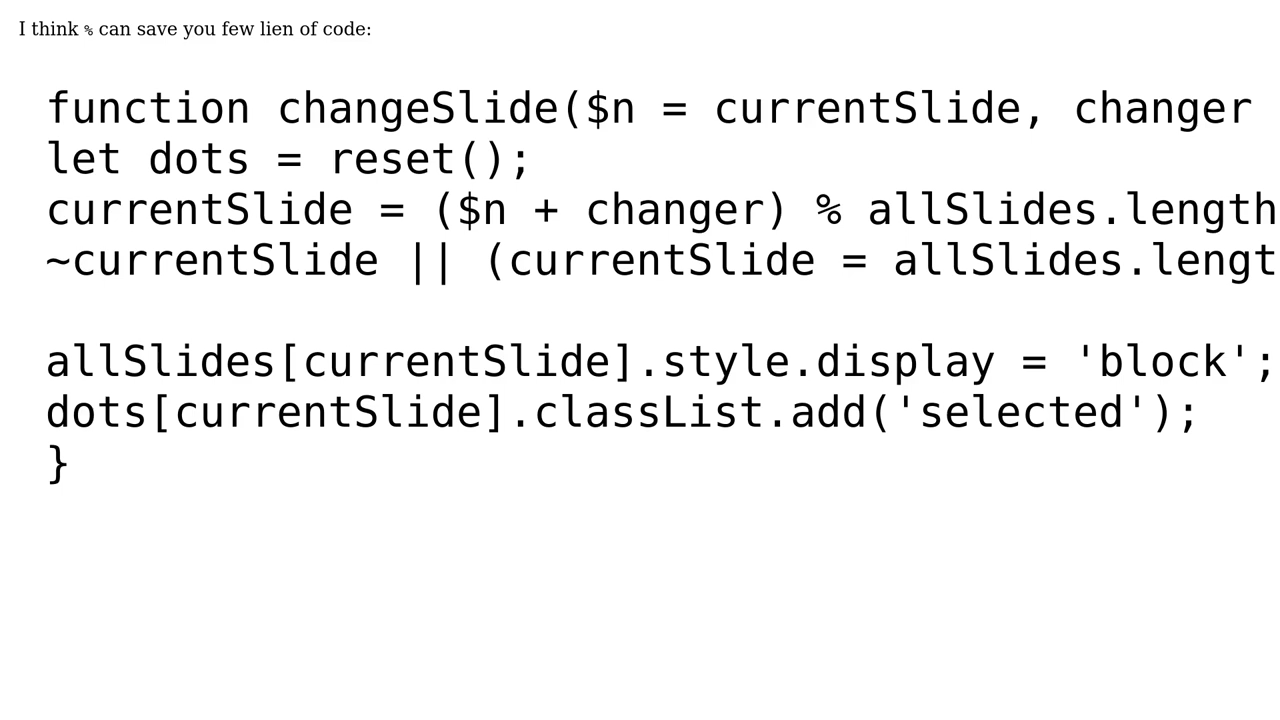 I think % can save you few lien of code:
function changeSlide($n = currentSlide, changer
let dots = reset();
currentSlide = ($n + changer) % allSlides.length
~currentSlide || (currentSlide = allSlides.lengt
allSlides[currentSlide].style.display = 'block';
dots[currentSlide].classList.add('selected');
}